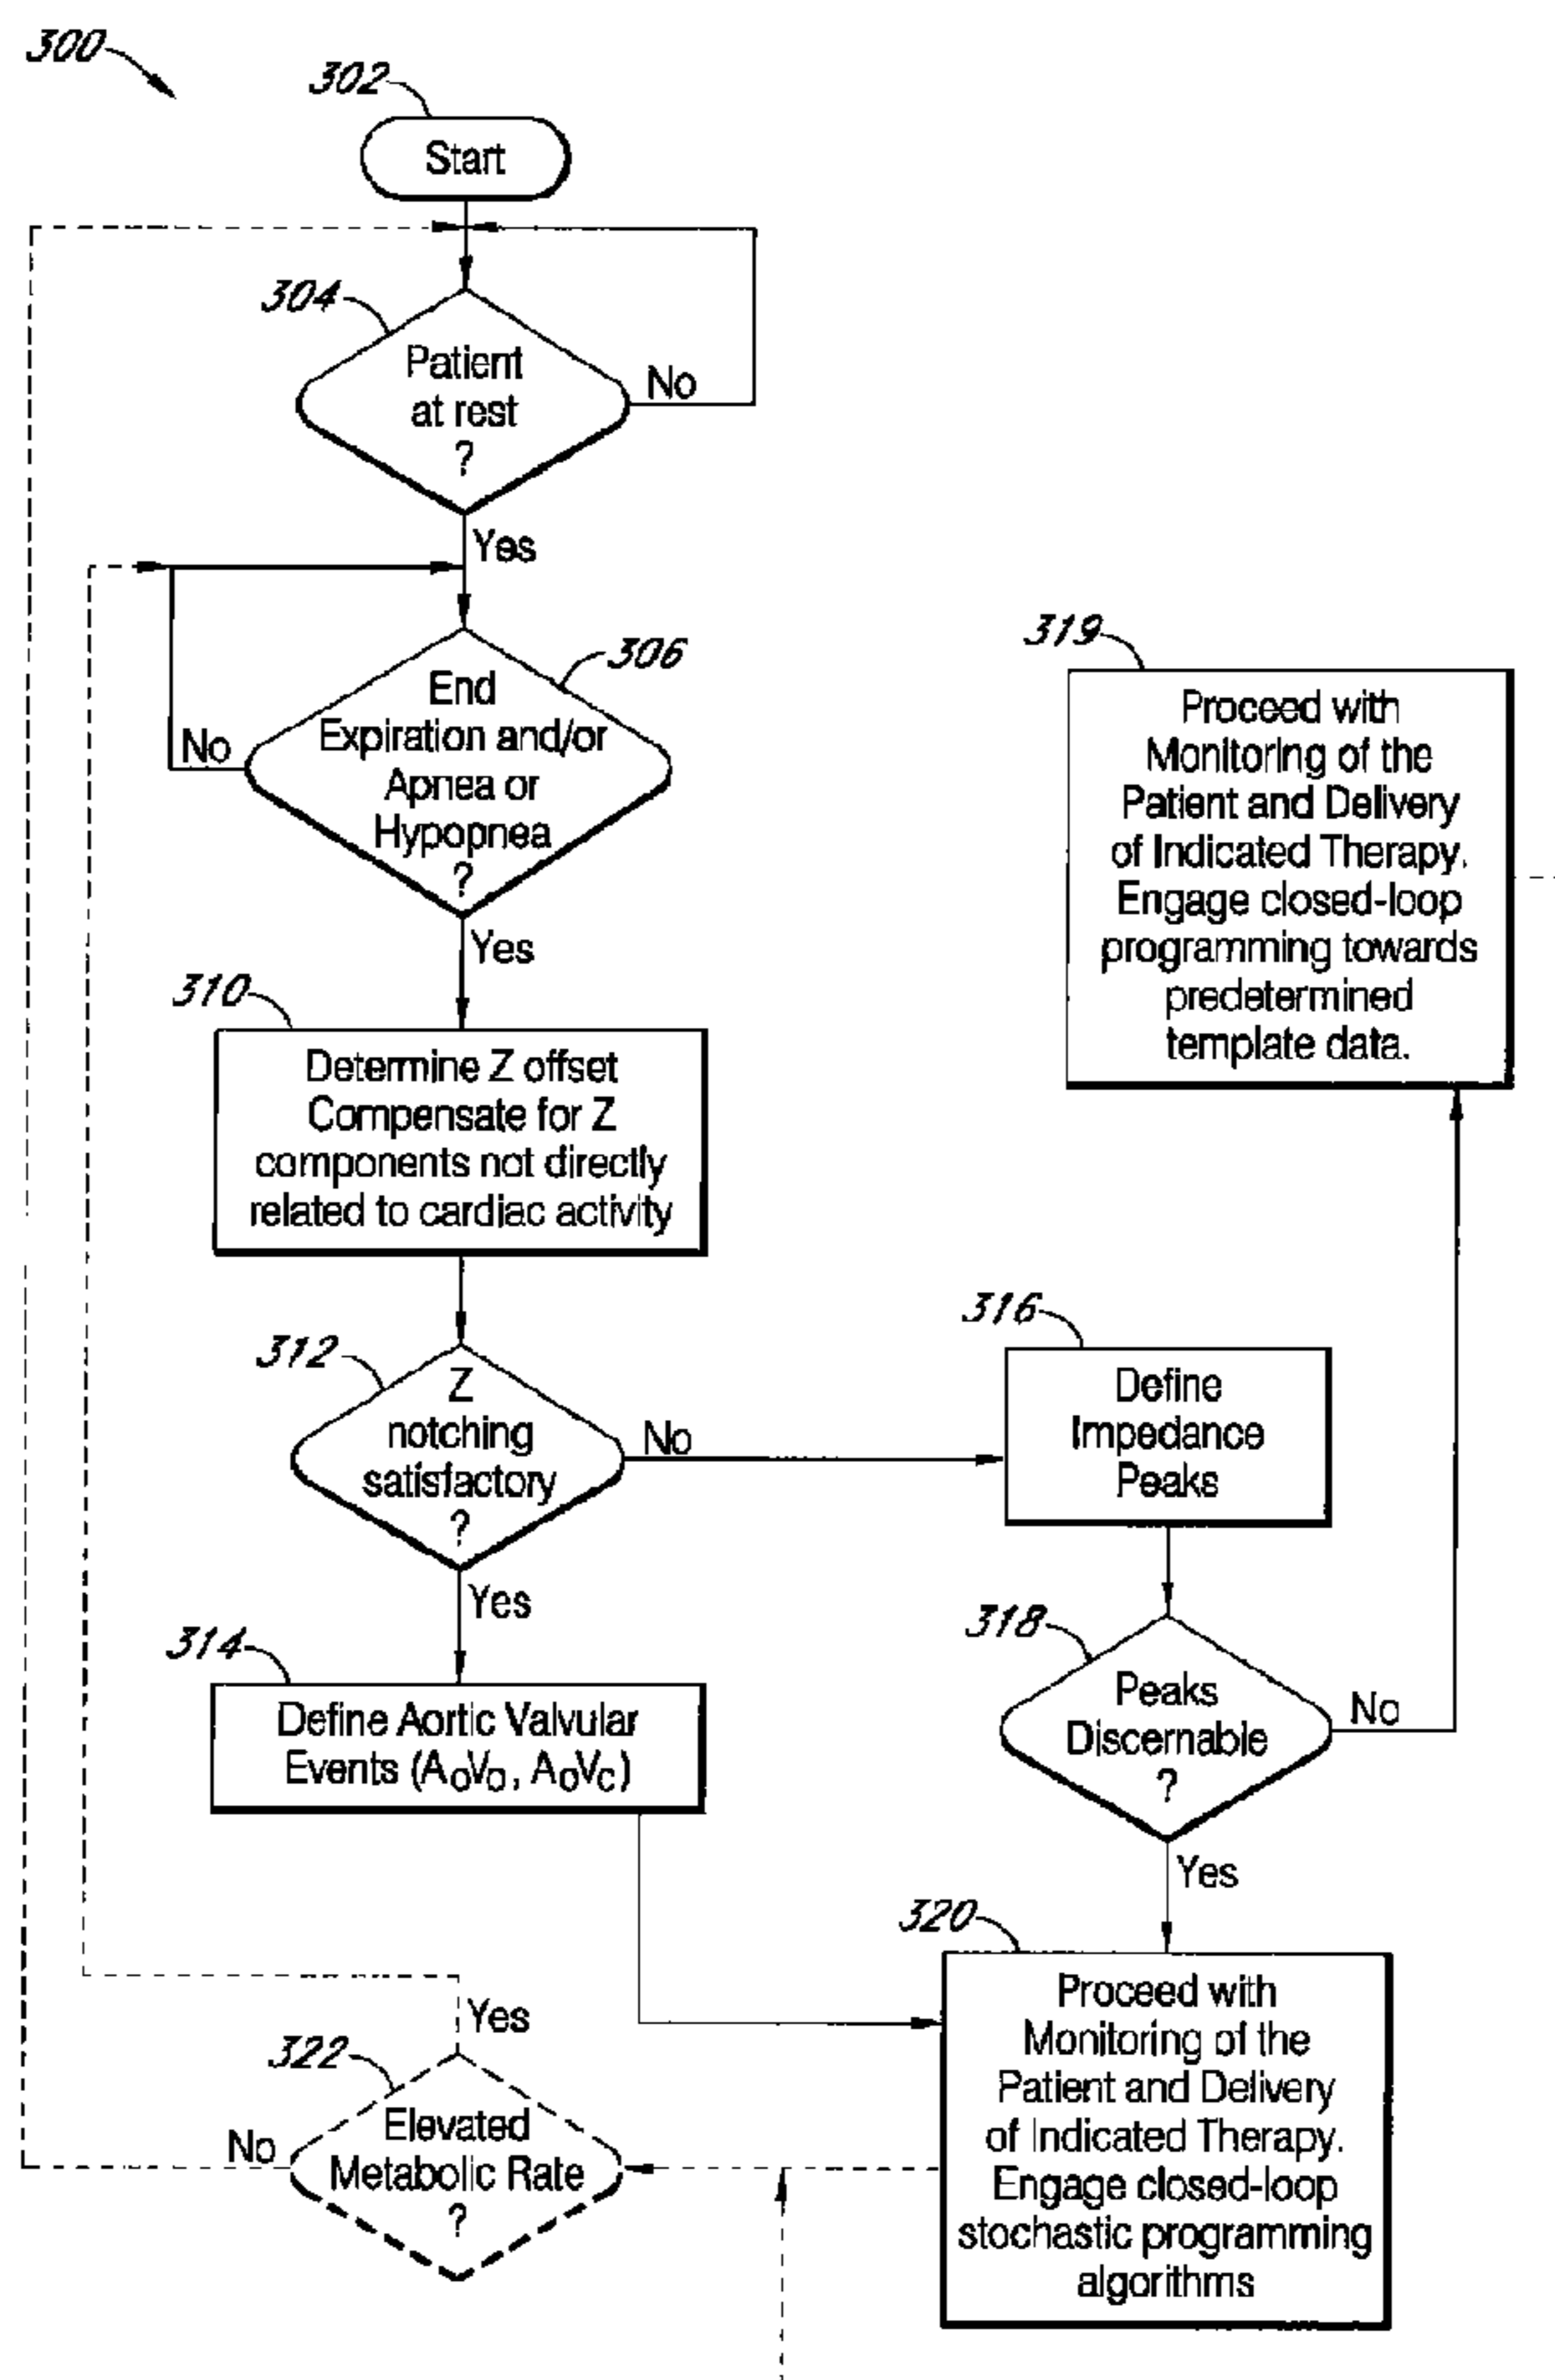 300
302
Start
304
Patient
at rest
?
No
Yes
306
End
Expiration and/or
Apnea or
Hypopnea
?
No
Yes
310
Determine Z offset
Compensate for Z
components not directly
related to cardiac activity
312
Z
notching
satisfactory
?
No
Yes
314
Define Aortic Valvular
Events (AoVo, AoVc)
316
Define
Impedance
Peaks
318
Peaks
Discernable
?
No
Yes
319
Proceed with
Monitoring of the
Patient and Delivery
of Indicated Therapy.
Engage closed-loop
programming towards
predetermined
template data.
320
Proceed with
Monitoring of the
Patient and Delivery
of Indicated Therapy.
Engage closed-loop
stochastic programming
algorithms
322
Elevated
Metabolic Rate
?
Yes
No